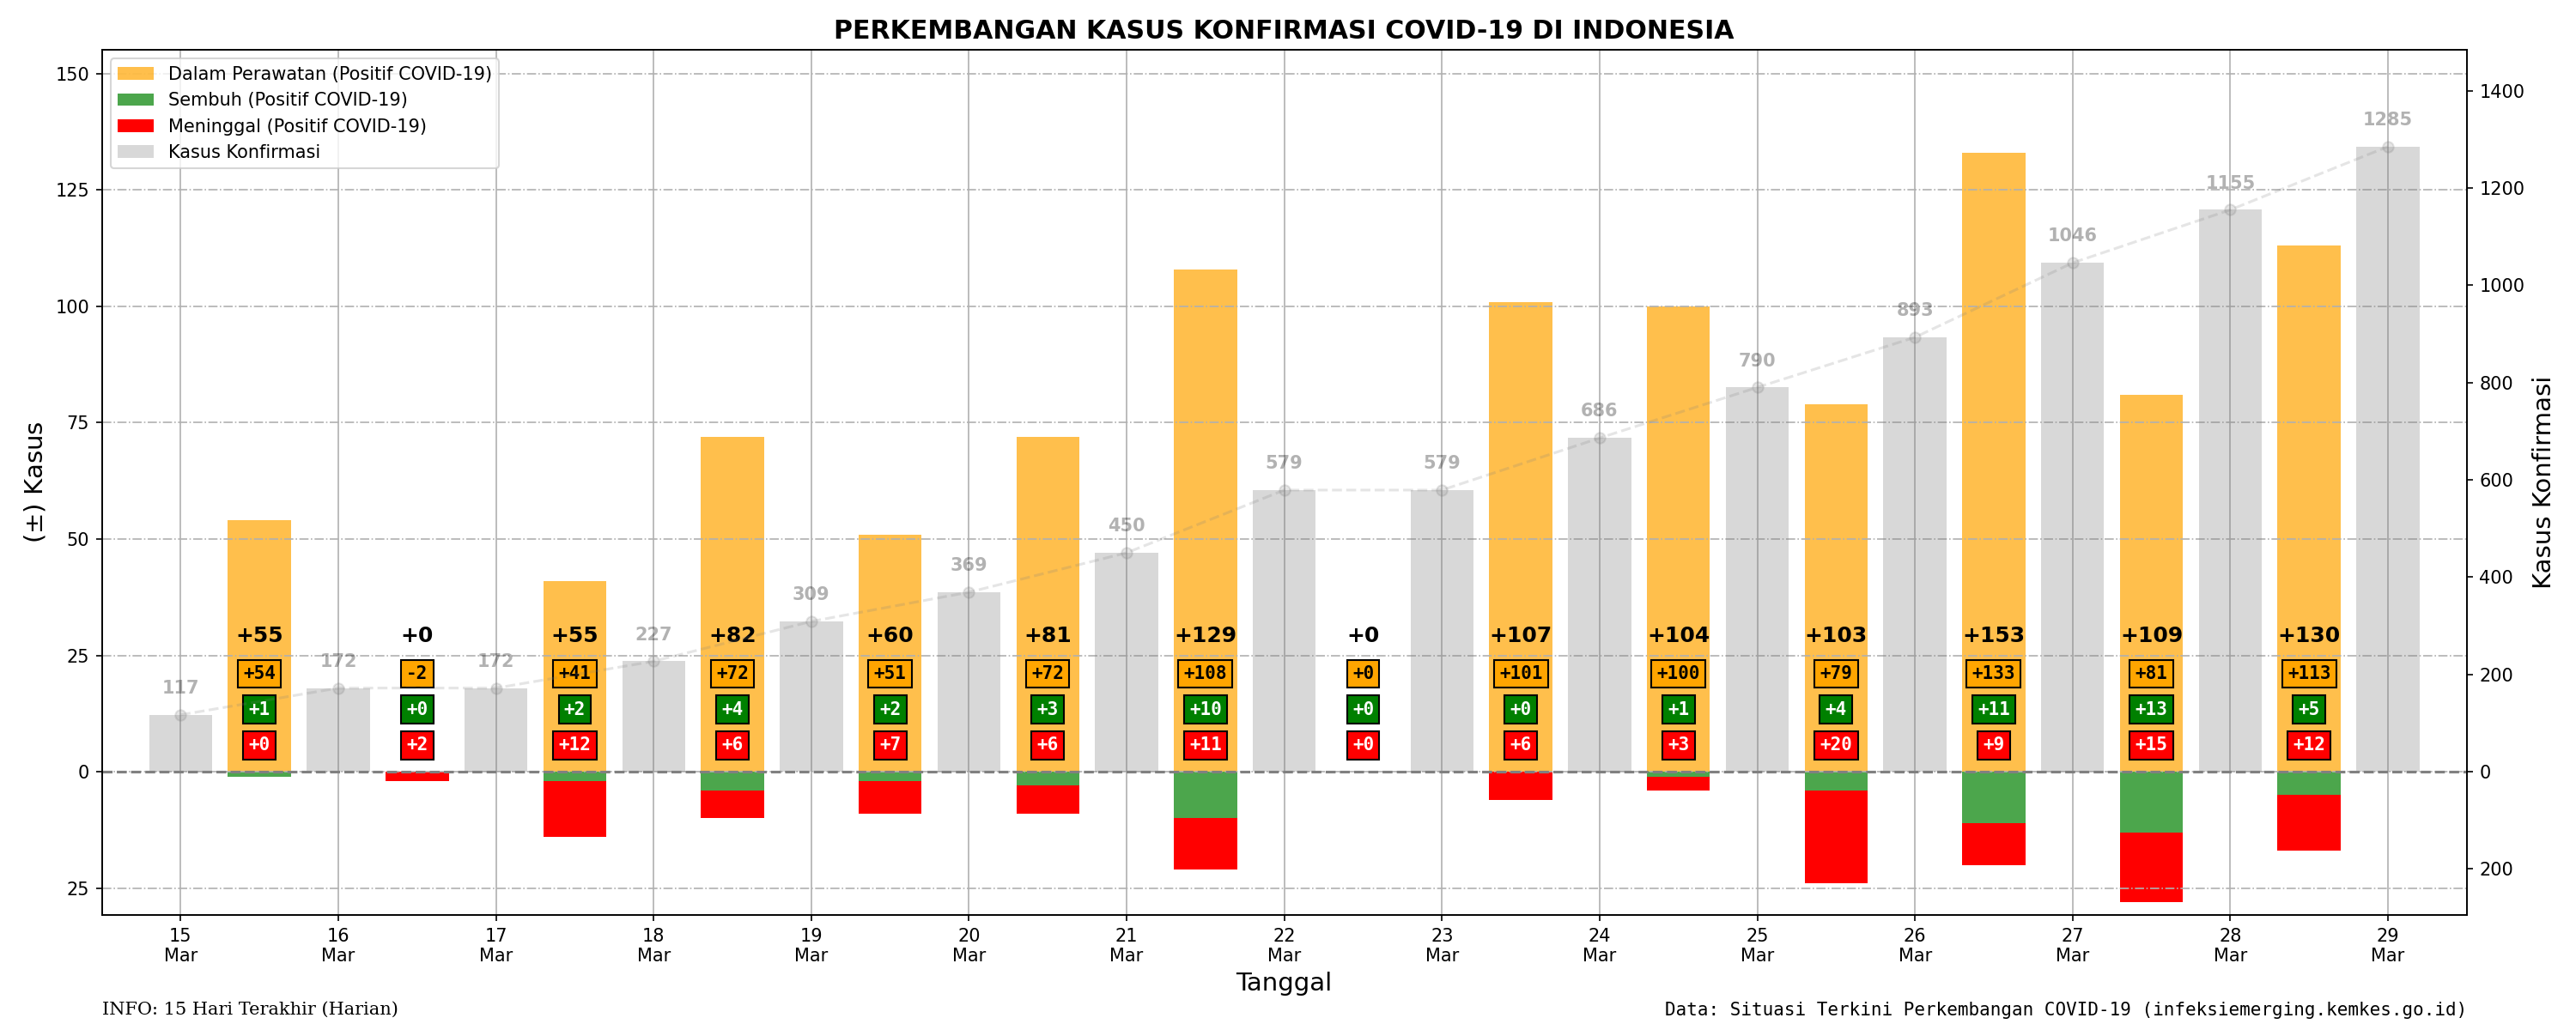 PERKEMBANGAN KASUS KONFIRMASI COVID-19 DI INDONESIA
Dalam Perawatan (Positif COVID-19)
Sembuh (Positif COVID-19)
Meninggal (Positif COVID-19)
Kasus Konfirmasi
(±) Kasus
150
125
100
75
50
25
0
25
1400
1200
1000
800
600
400
200
0
200
Kasus Konfirmasi
117 172 172 227 309 369 450 579 579 686 790 893 1046 1155 1285
+55 +0 +55 +82 +60 +81 +129 +0 +107 +104 +103 +153 +109 +130
+54 -2 +41 +72 +51 +72 +108 +0 +101 +100 +79 +133 +81 +113
+1 +0 +2 +4 +2 +3 +10 +0 +0 +1 +4 +11 +13 +5
+0 +2 +12 +6 +7 +6 +11 +0 +6 +3 +20 +9 +15 +12
15 16 17 18 19 20 21 22 23 24 25 26 27 28 29
Mar Mar Mar Mar Mar Mar Mar Mar Mar Mar Mar Mar Mar Mar Mar
Tanggal
INFO: 15 Hari Terakhir (Harian)
Data: Situasi Terkini Perkembangan COVID-19 (infeksiemerging.kemkes.go.id)